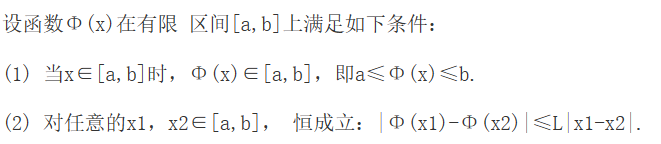 设函数Φ(x)在有限 区间[a,b]上满足如下条件:
(1) 当x∈[a,b]时, Φ(x)∈[a,b], 即a≤Φ(x)≤b.
(2) 对任意的x1, x2∈[a,b], 恒成立: |Φ(x1)-Φ(x2)|≤L|x1-x2|.